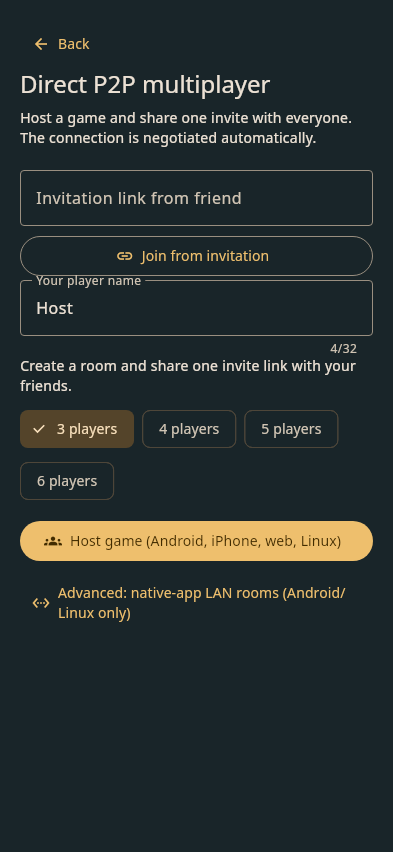 Back
Direct P2P multiplayer
Host a game and share one invite with everyone.
The connection is negotiated automatically.
Invitation link from friend
Join from invitation
Your player name
Host
4/32
Create a room and share one invite link with your
friends.
3 players
4 players
5 players
6 players
Host game (Android, iPhone, web, Linux)
Advanced: native-app LAN rooms (Android/
Linux only)